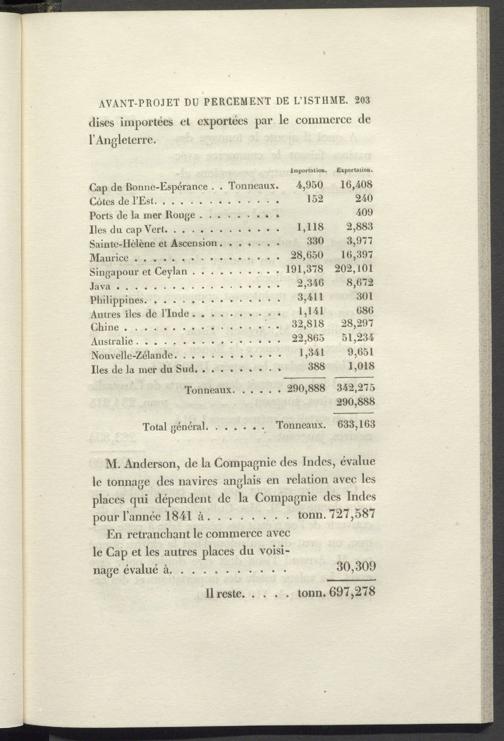 AVANT-PROJET DU PERCEMENT DE L'ISTHME. 203
dises importées et exportées par le commerce de
l'Angleterre.
Importation. Exportation.
Cap de Bonne-Espérance . . Tonneaux. 4,950 16,408
Côtes de l'Est. . . . . . . . . . . . . . 152 240
Ports de la mer Rouge . . . . . . . . . 409
Iles du cap Vert. . . . . . . . . . . . . 1,118 2,883
Sainte-Hélène et Ascension . . . . . . . 330 3,977
Maurice . . . . . . . . . . . . . . . . . 28,650 16,397
Singapour et Ceylan . . . . . . . . . . 191,378 202,101
Java . . . . . . . . . . . . . . . . . . . 2,346 8,672
Philippines. . . . . . . . . . . . . . . . 3,411 301
Autres îles de l'Inde . . . . . . . . . . 1,141 686
Chine . . . . . . . . . . . . . . . . . . 32,818 28,297
Australie . . . . . . . . . . . . . . . . . 22,865 51,234
Nouvelle-Zélande. . . . . . . . . . . . . 1,341 9,651
Iles de la mer du Sud. . . . . . . . . . 388 1,018
Tonneaux. . . . . . 290,888 342,275
290,888
Total général. . . . . . . Tonneaux. 633,163
M. Anderson, de la Compagnie des Indes, évalue
le tonnage des navires anglais en relation avec les
places qui dépendent de la Compagnie des Indes
pour l'année 1841 à . . . . . . . . tonn. 727,587
En retranchant le commerce avec
le Cap et les autres places du voisi-
nage évalué à. . . . . . . . . . . 30,309
Il reste. . . . . tonn. 697,278